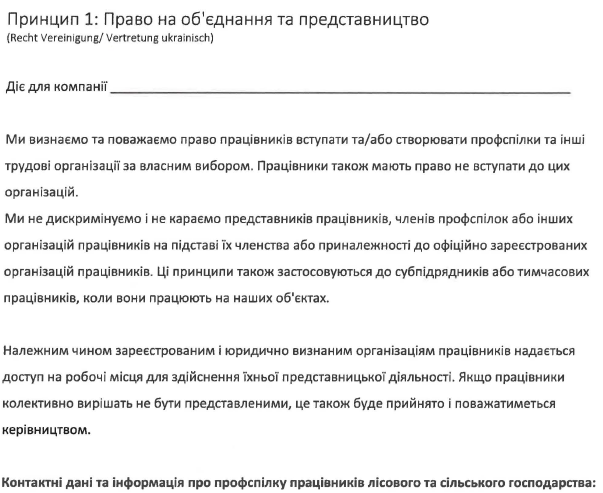 Принцип 1: Право на об'єднання та представництво
(Recht Vereinigung/ Vertretung ukrainisch)
Діє для компанії ___
Ми визнаємо та поважаємо право працівників вступати та/або створювати профспілки та інші
трудові організації за власним вибором. Працівники також мають право не вступати до цих
організацій.
Ми не дискримінуємо і не караємо представників працівників, членів профспілок або інших
організацій працівників на підставі їх членства або приналежності до офіційно зареєстрованих
організацій працівників. Ці принципи також застосовуються до субпідрядників або тимчасових
працівників, коли вони працюють на наших об'єктах.
Належним чином зареєстрованим і юридично визнаним організаціям працівників надається
доступ на робочі місця для здійснення їхньої представницької діяльності. Якщо працівники
колективно вирішать не бути представленими, це також буде прийнято і поважатиметься
керівництвом.
Контактні дані та інформація про профспілку працівників лісового та сільського господарства: